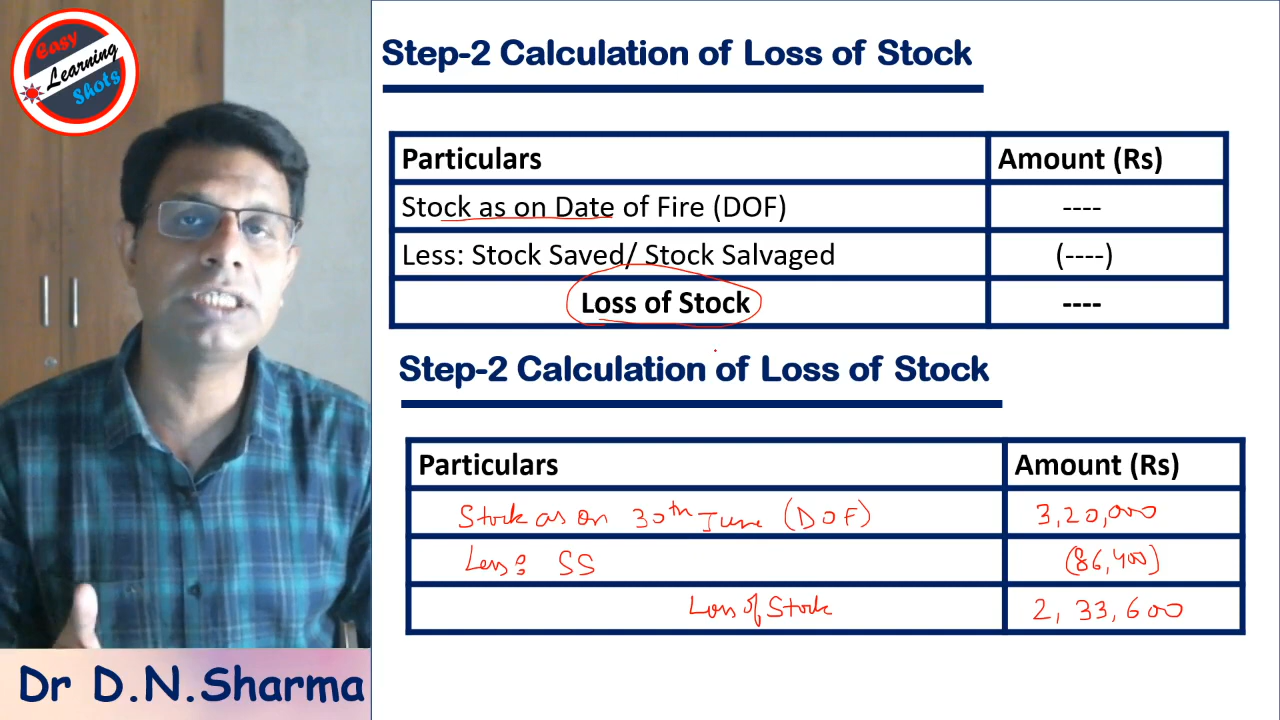 Easy
Learning
Shots
Step-2 Calculation of Loss of Stock
Particulars Amount (Rs)
Stock as on Date of Fire (DOF) ----
Less: Stock Saved/ Stock Salvaged (----)
Loss of Stock ----
Step-2 Calculation of Loss of Stock
Particulars Amount (Rs)
Stock as on 30th June (DOF) 3,20,000
Less: SS (86,400)
Loss of Stock 2,33,600
Dr D.N.Sharma